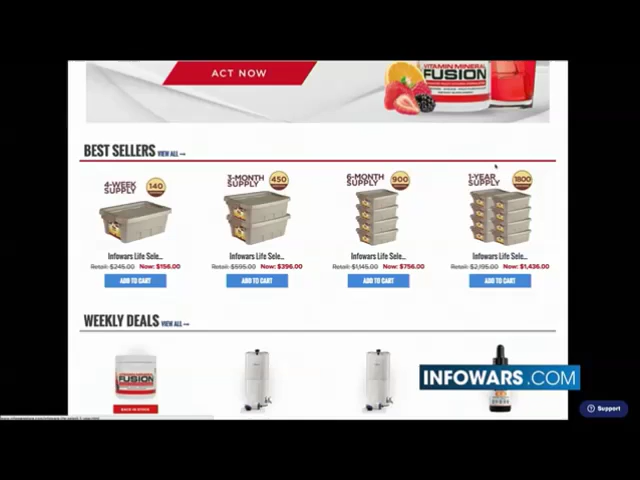 ACT NOW
VITAMIN MINERAL
FUSION
BEST SELLERS VIEW ALL
4-WEEK SUPPLY 140
3-MONTH SUPPLY 450
6-MONTH SUPPLY 900
1-YEAR SUPPLY 1800
Infowars Life Sele...
Infowars Life Sele...
Infowars Life Sele...
Infowars Life Sele...
Retail: $245.00 Now: $156.00
Retail: $595.00 Now: $396.00
Retail: $1,145.00 Now: $756.00
Retail: $2,195.00 Now: $1,436.00
ADD TO CART
ADD TO CART
ADD TO CART
ADD TO CART
WEEKLY DEALS VIEW ALL
FUSION
BACK IN STOCK
INFOWARS.COM
Support